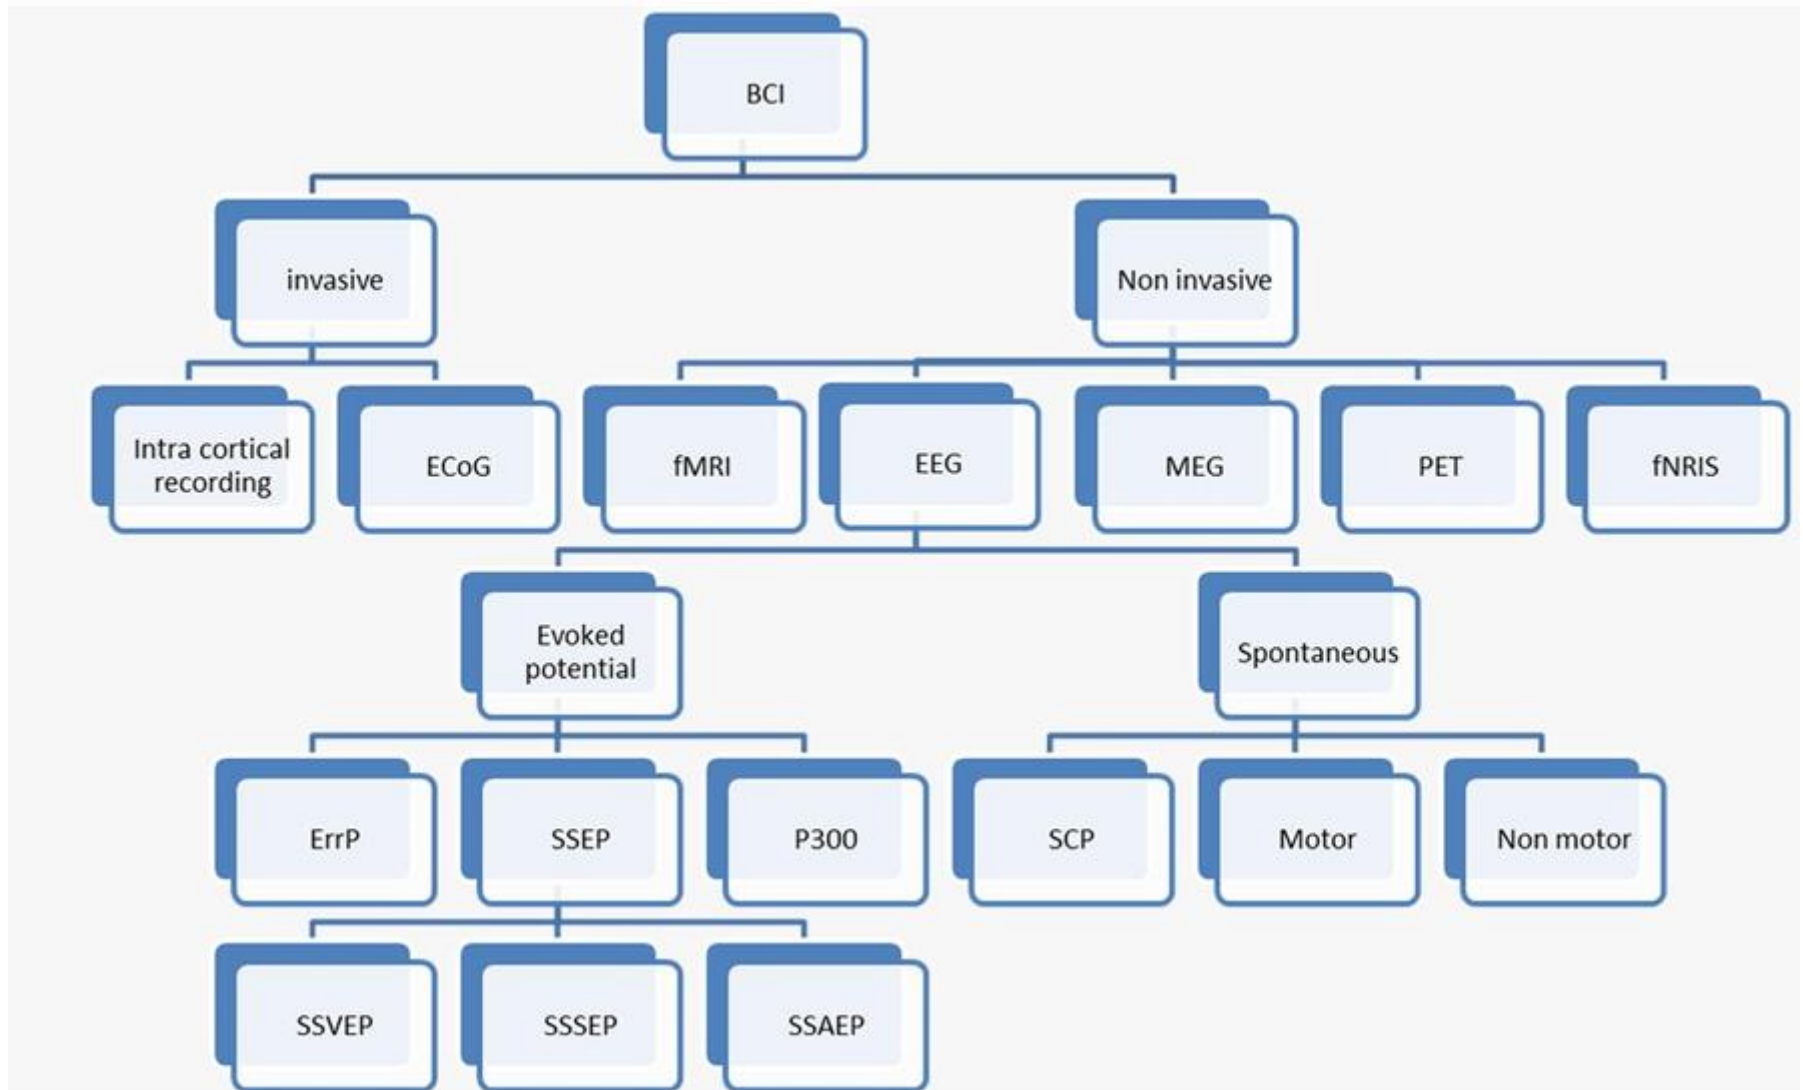 BCI
invasive
Non invasive
Intra cortical
recording
ECoG
fMRI
EEG
MEG
PET
fNRIS
Evoked
potential
Spontaneous
ErrP
SSEP
P300
SCP
Motor
Non motor
SSVEP
SSSEP
SSAEP